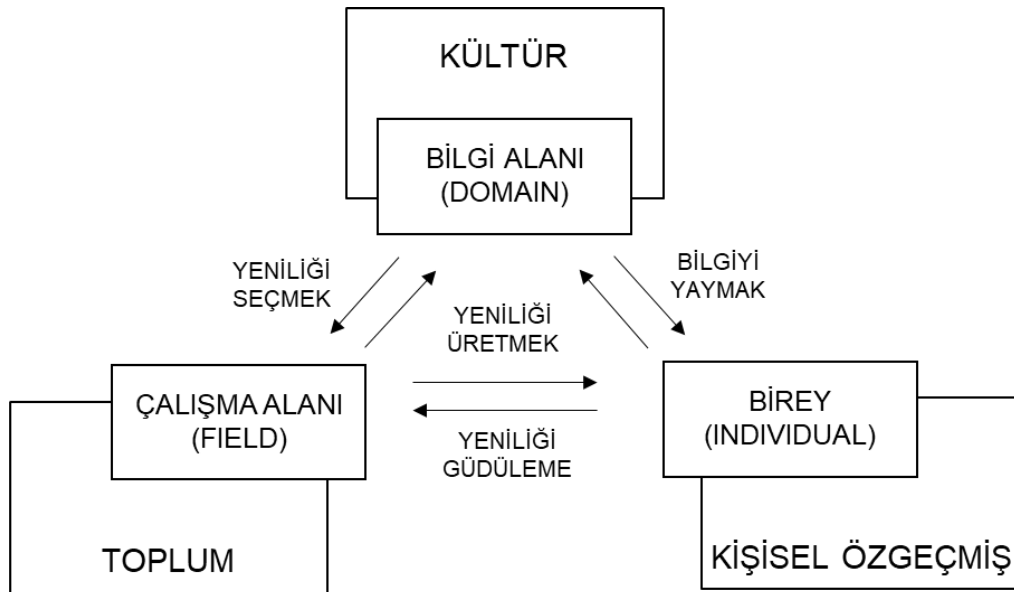 KÜLTÜR
BİLGİ ALANI
(DOMAIN)
YENİLİĞİ
SEÇMEK
BİLGİYİ
YAYMAK
YENİLİĞİ
ÜRETMEK
ÇALIŞMA ALANI
(FIELD)
BİREY
(INDIVIDUAL)
YENİLİĞİ
GÜDÜLEME
TOPLUM
KİŞİSEL ÖZGEÇMİŞ